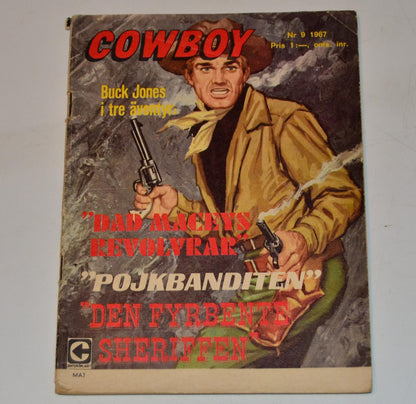 COWBOY
Nr 9 1967
Pris 1:—, oms. inr.
Buck Jones
i tre äventyr:
"DAD MACEYS
REVOLVRAR"
"POJKBANDITEN"
"DEN FYRBENTE
SHERIFFEN
C
MAJ